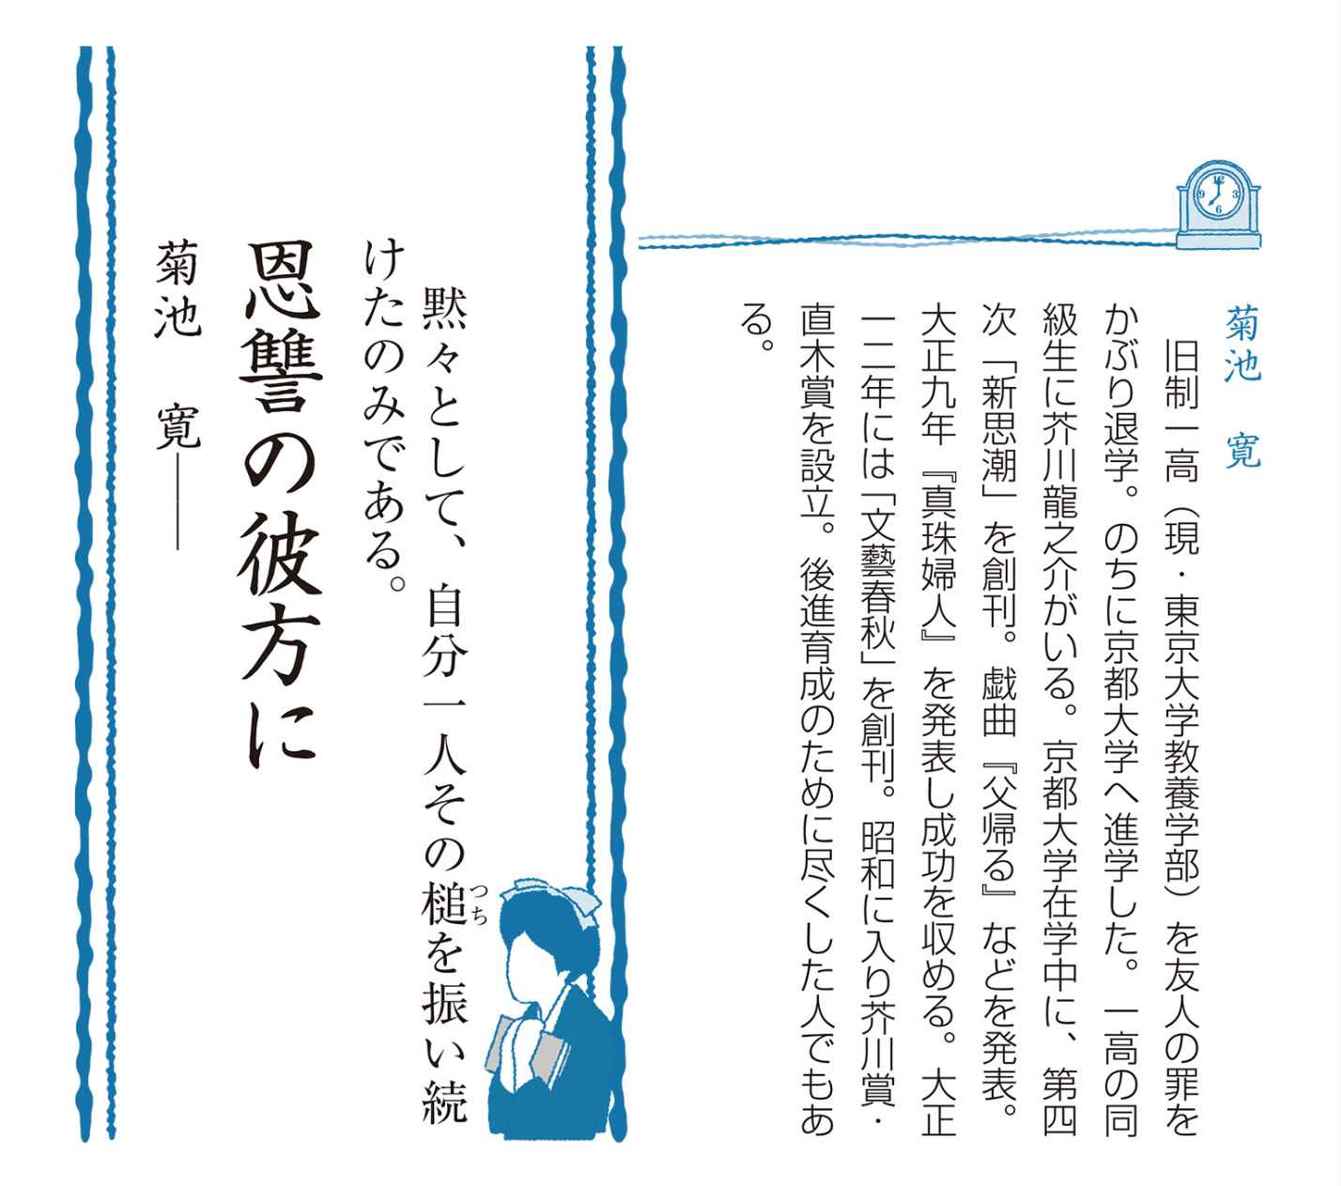 菊池　寛
旧制一高（現・東京大学教養学部）を友人の罪を
かぶり退学。のちに京都大学へ進学した。一高の同
級生に芥川龍之介がいる。京都大学在学中に、第四
次「新思潮」を創刊。戯曲『父帰る』などを発表。
大正九年『真珠婦人』を発表し成功を収める。大正
一二年には「文藝春秋」を創刊。昭和に入り芥川賞・
直木賞を設立。後進育成のために尽くした人でもあ
る。
12
3
6
9
黙々として、自分一人その槌を振い続
つち
けたのみである。
恩讐の彼方に
菊池　寛――